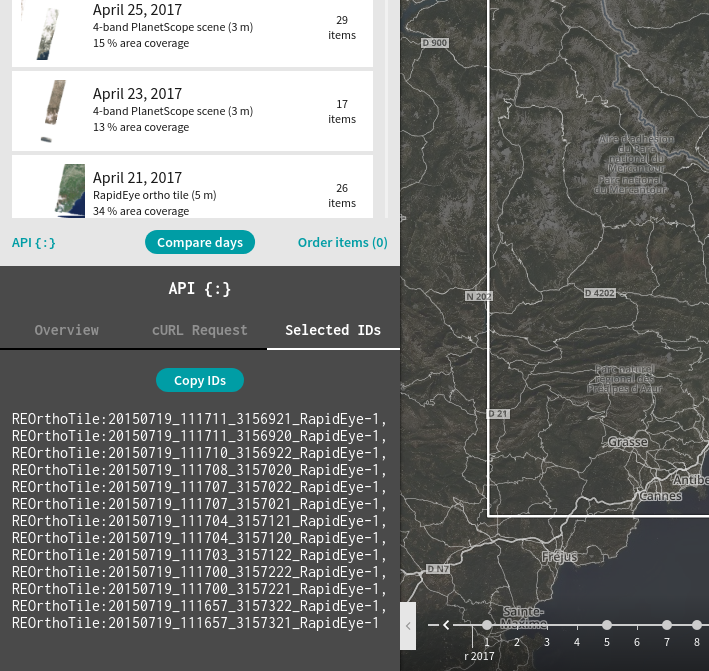 April 25, 2017
4-band PlanetScope scene (3 m)
15 % area coverage
29
items
April 23, 2017
4-band PlanetScope scene (3 m)
13 % area coverage
17
items
April 21, 2017
RapidEye ortho tile (5 m)
34 % area coverage
26
items
API {:}
Compare days
Order items (0)
API {:}
Overview
cURL Request
Selected IDs
Copy IDs
REOrthoTile:20150719_111711_3156921_RapidEye-1,
REOrthoTile:20150719_111711_3156920_RapidEye-1,
REOrthoTile:20150719_111710_3156922_RapidEye-1,
REOrthoTile:20150719_111708_3157020_RapidEye-1,
REOrthoTile:20150719_111707_3157022_RapidEye-1,
REOrthoTile:20150719_111707_3157021_RapidEye-1,
REOrthoTile:20150719_111704_3157121_RapidEye-1,
REOrthoTile:20150719_111704_3157120_RapidEye-1,
REOrthoTile:20150719_111703_3157122_RapidEye-1,
REOrthoTile:20150719_111700_3157222_RapidEye-1,
REOrthoTile:20150719_111700_3157221_RapidEye-1,
REOrthoTile:20150719_111657_3157322_RapidEye-1,
REOrthoTile:20150719_111657_3157321_RapidEye-1
D 900
Aire d'adhésion
du Parc
national du
Mercantour
Parc national
du Mercantour
N 202
D 4202
Parc naturel
régional des
Préalpes d'Azur
D 21
Grasse
Antibe
Cannes
Fréjus
D N7
Sainte-
Maxime
1 2 3 4 5 6 7 8
r 2017